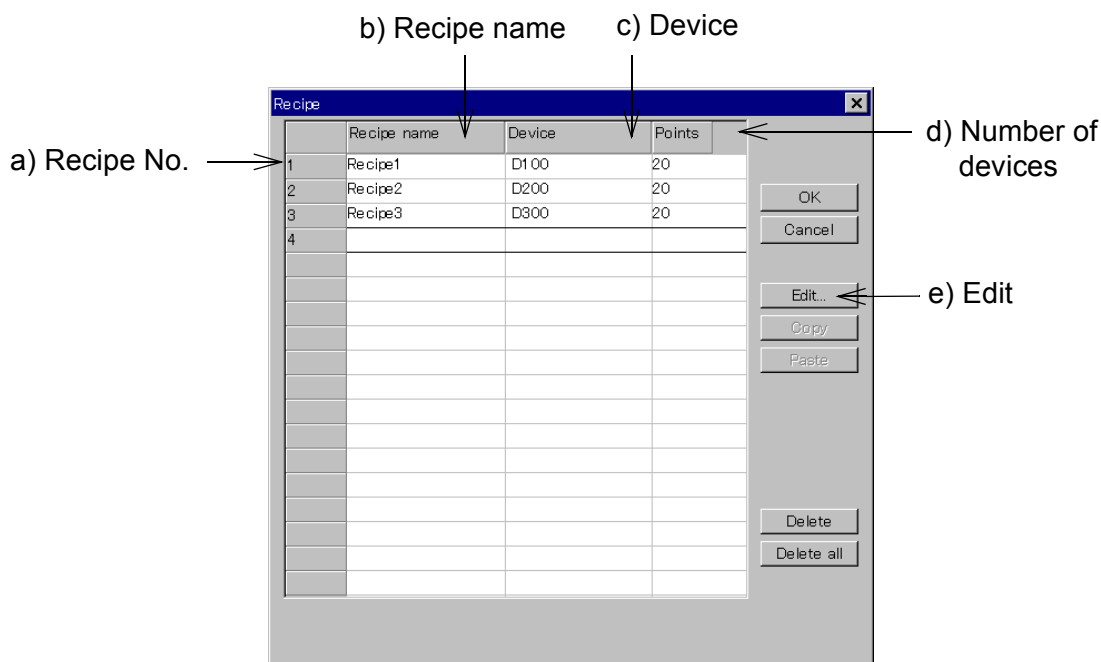 b) Recipe name
c) Device
Recipe
Recipe name Device Points
d) Number of
devices
a) Recipe No.
1 Recipe1 D100 20
2 Recipe2 D200 20
3 Recipe3 D300 20
4
OK
Cancel
Edit...
e) Edit
Copy
Paste
Delete
Delete all